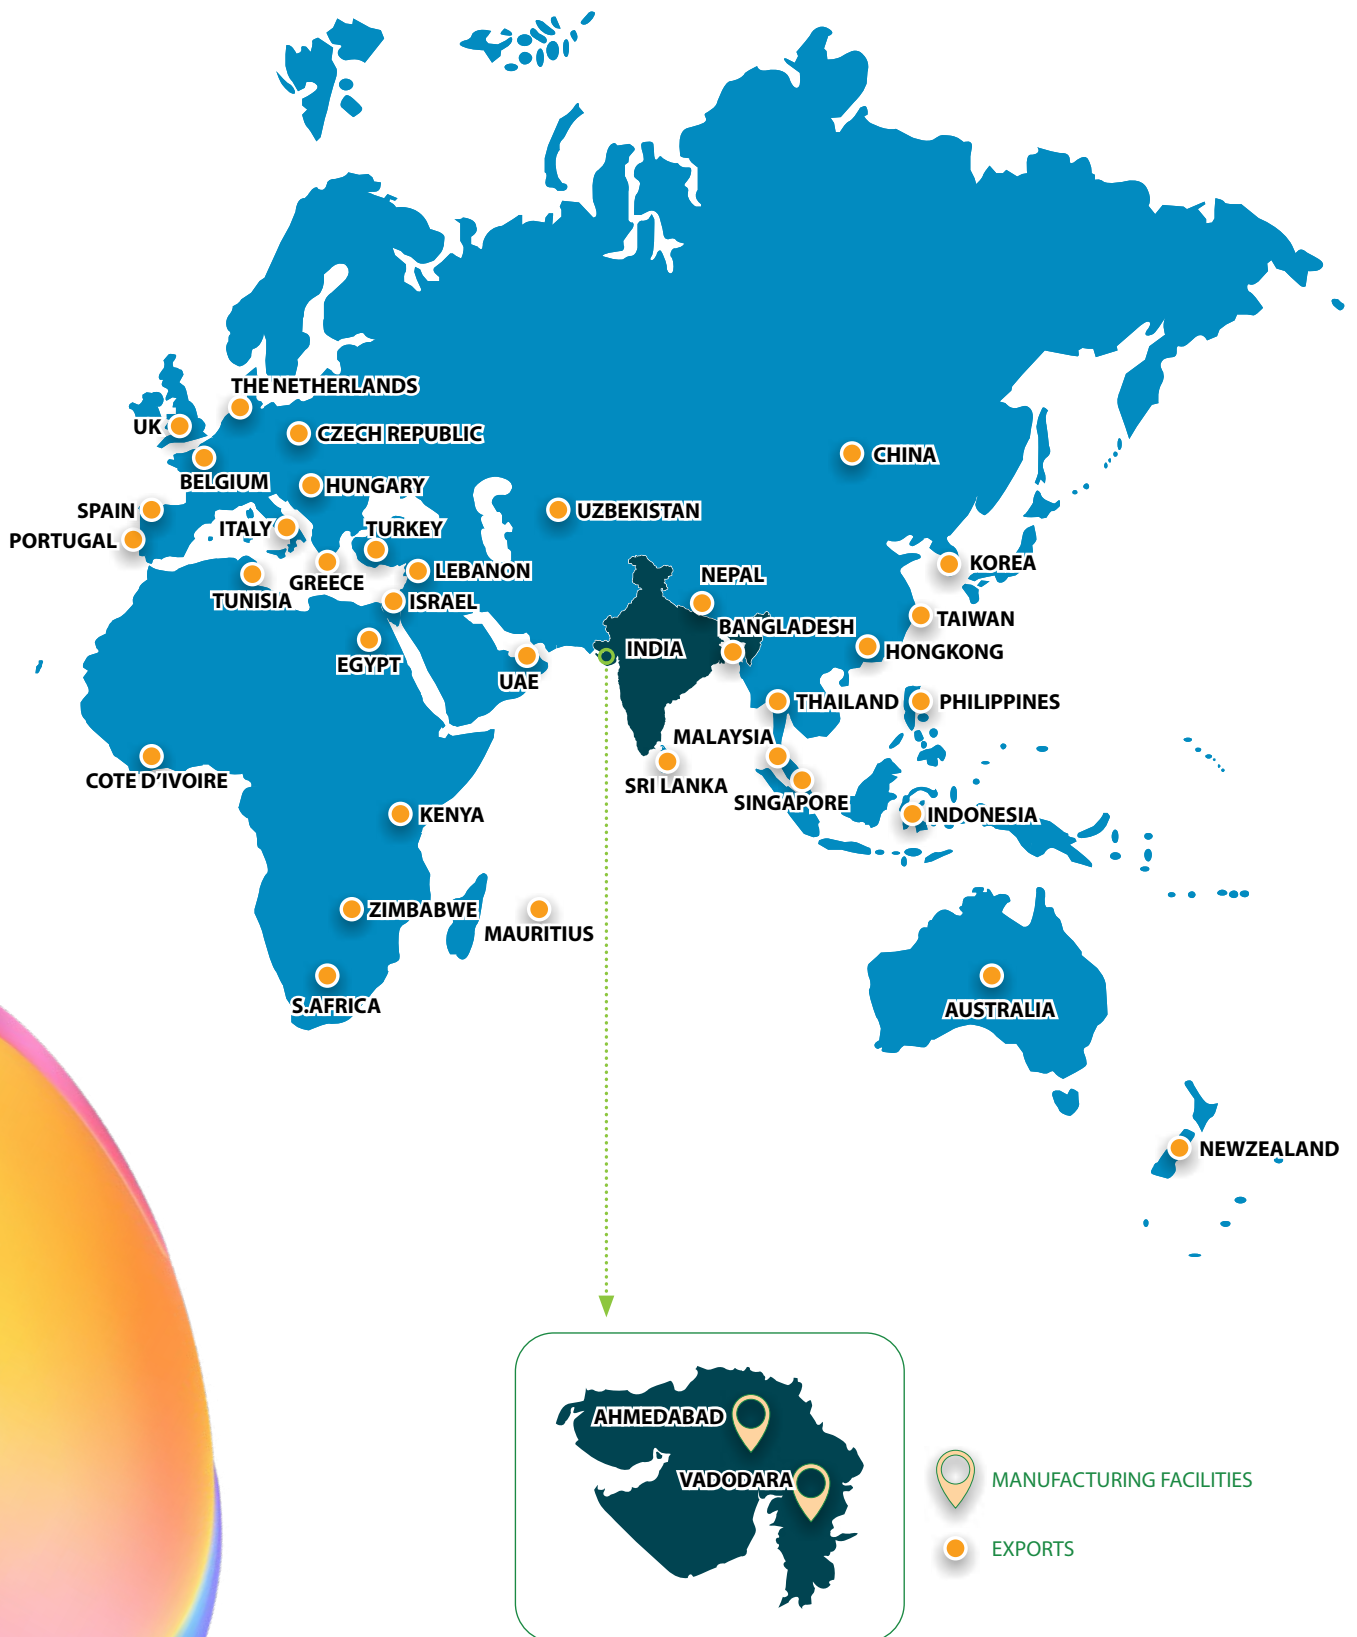 THE NETHERLANDS
UK
CZECH REPUBLIC
CHINA
BELGIUM
HUNGARY
SPAIN
UZBEKISTAN
ITALY
TURKEY
PORTUGAL
KOREA
LEBANON
NEPAL
GREECE
TUNISIA
ISRAEL
TAIWAN
BANGLADESH
INDIA
HONGKONG
EGYPT
UAE
THAILAND
PHILIPPINES
MALAYSIA
COTE D'IVOIRE
SRI LANKA
SINGAPORE
KENYA
INDONESIA
ZIMBABWE
MAURITIUS
S.AFRICA
AUSTRALIA
NEWZEALAND
AHMEDABAD
VADODARA
MANUFACTURING FACILITIES
EXPORTS